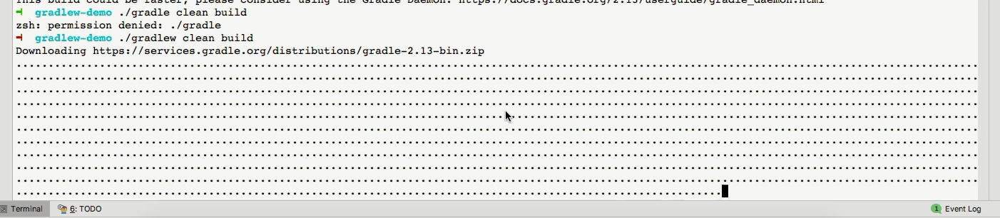 This build could be faster, please consider using the Gradle Daemon: https://docs.gradle.org/2.13/userguide/gradle_daemon.html
➜ gradlew-demo ./gradle clean build
zsh: permission denied: ./gradle
➜ gradlew-demo ./gradlew clean build
Downloading https://services.gradle.org/distributions/gradle-2.13-bin.zip
Terminal 6: TODO 1 Event Log